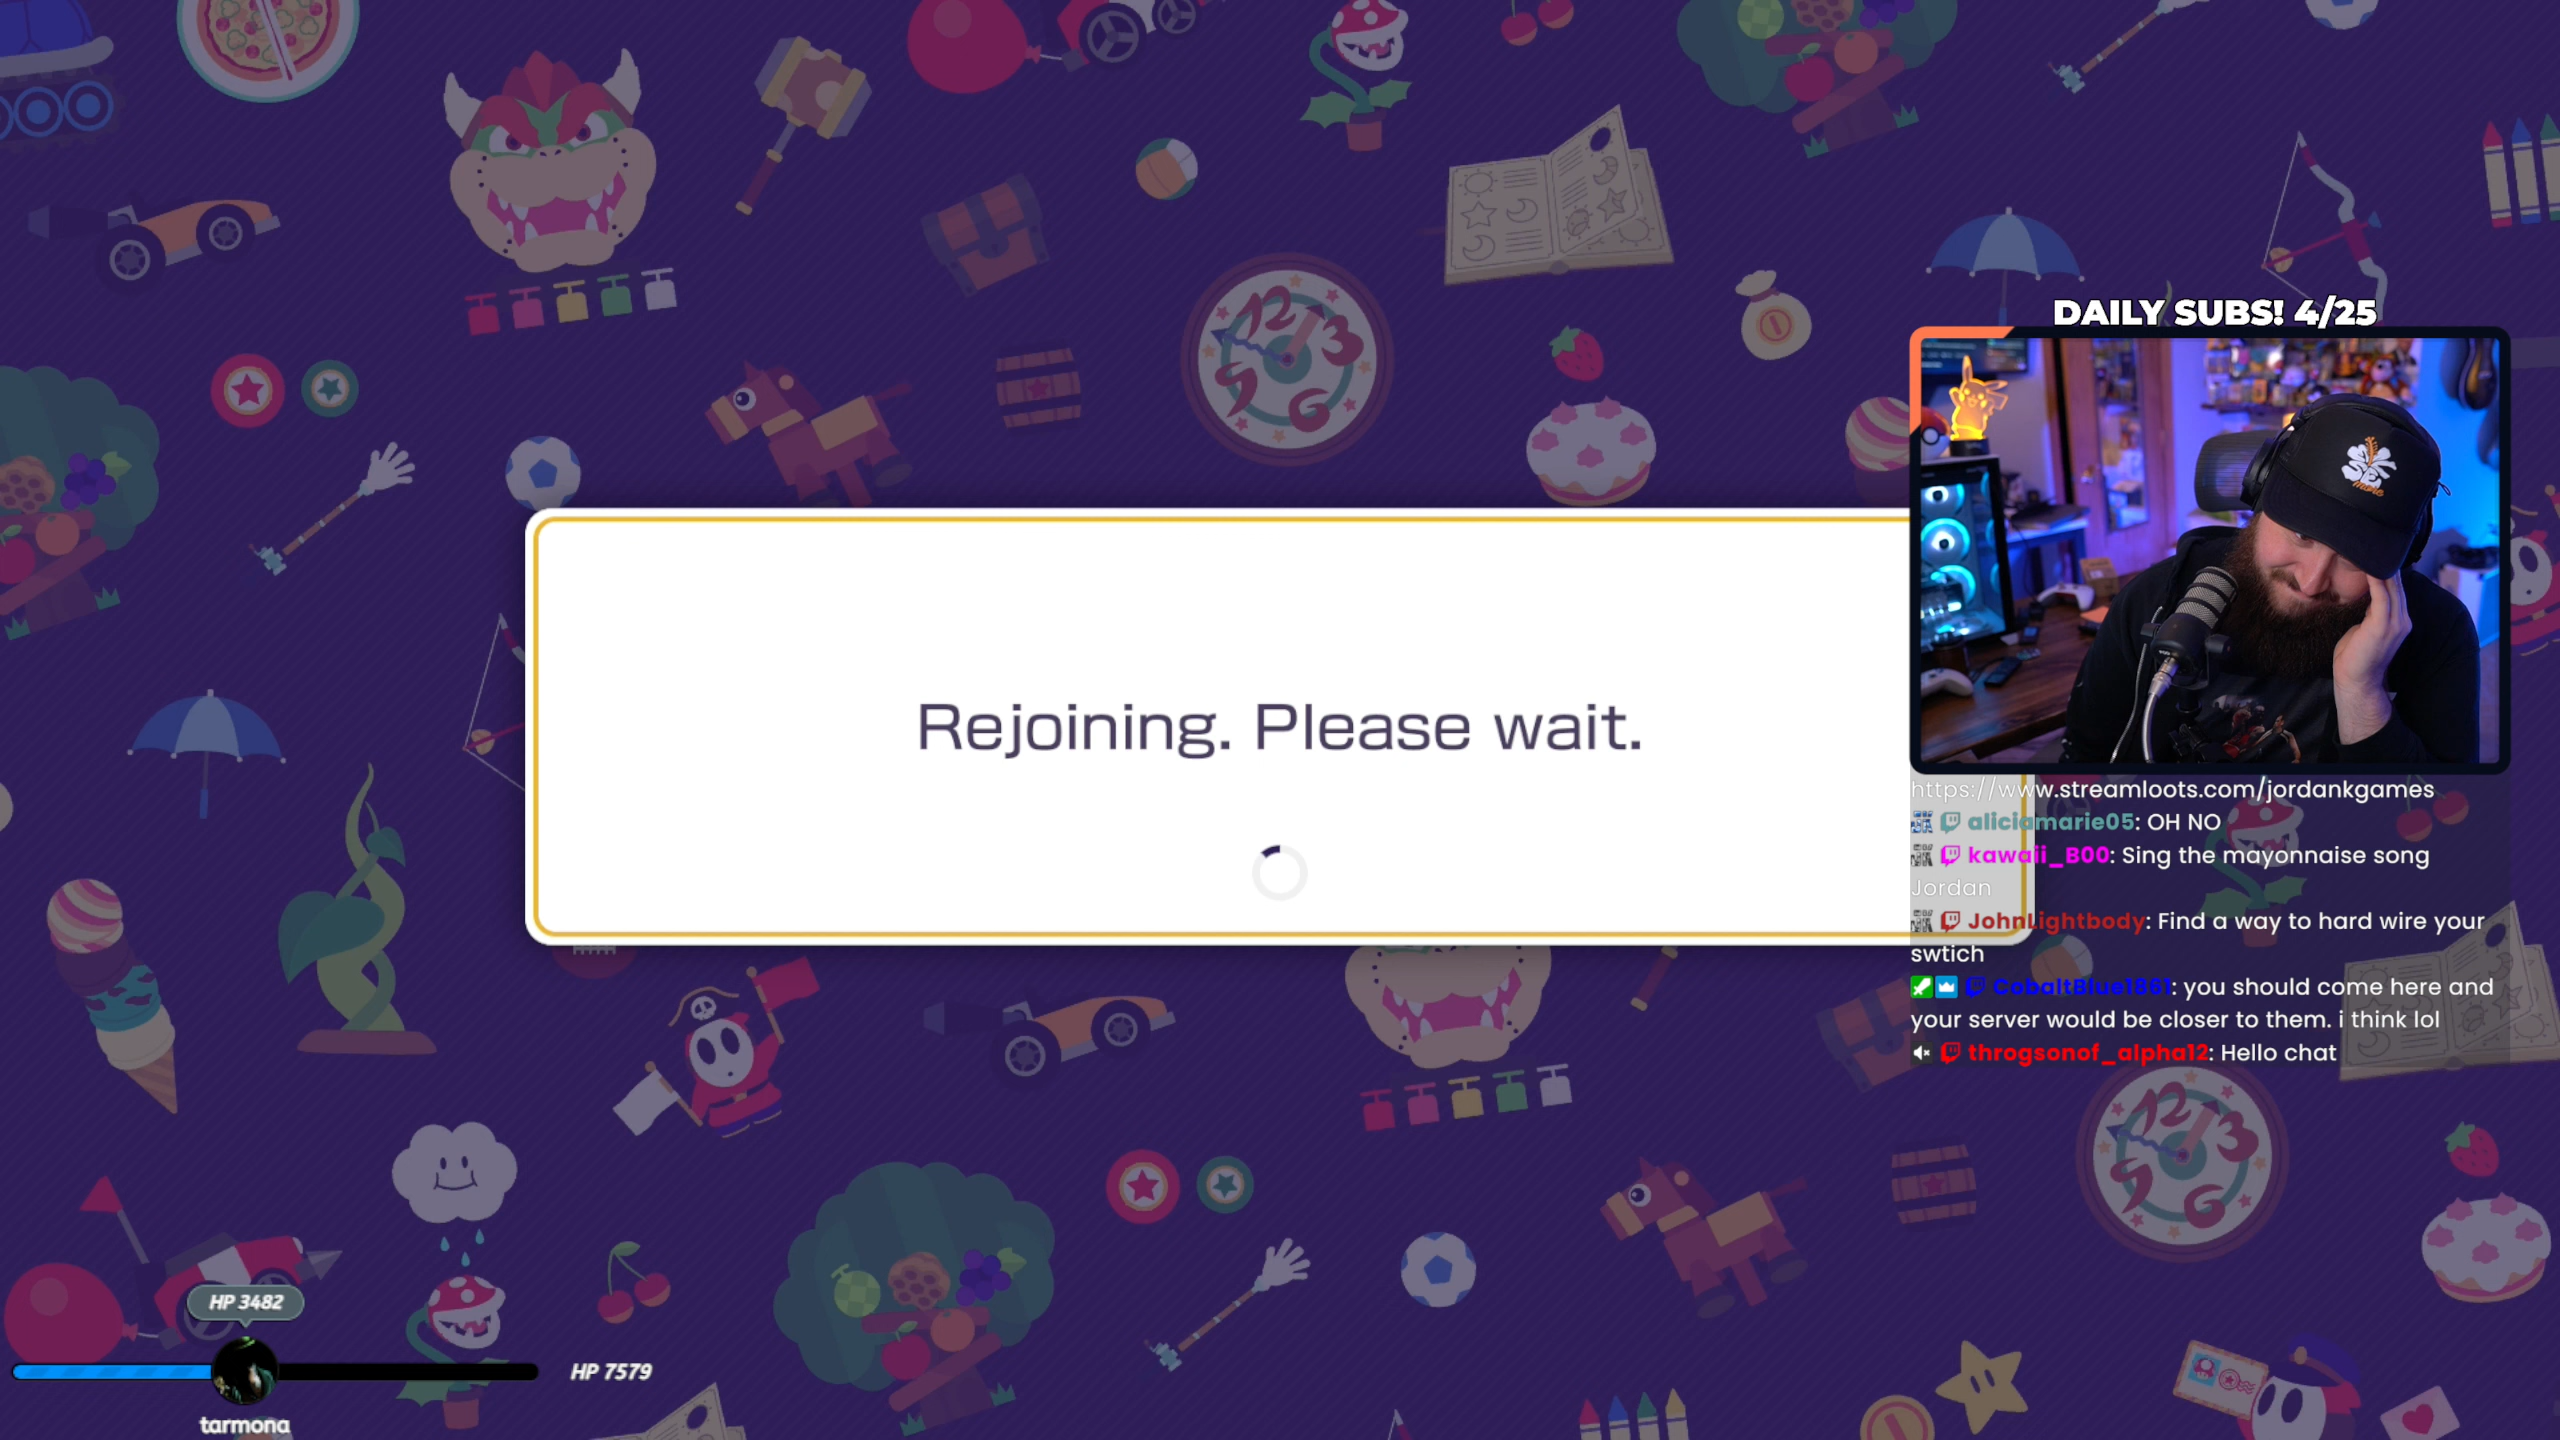 DAILY SUBS! 4/25
Rejoining. Please wait.
https://www.streamloots.com/jordankgames
aliciamarie05: OH NO
kawaii_B00: Sing the mayonnaise song
Jordan
JohnLightbody: Find a way to hard wire your
swtich
CobaltBlue1861: you should come here and
your server would be closer to them. i think lol
throgsonof_alpha12: Hello chat
HP 3482
HP 7579
tarmona